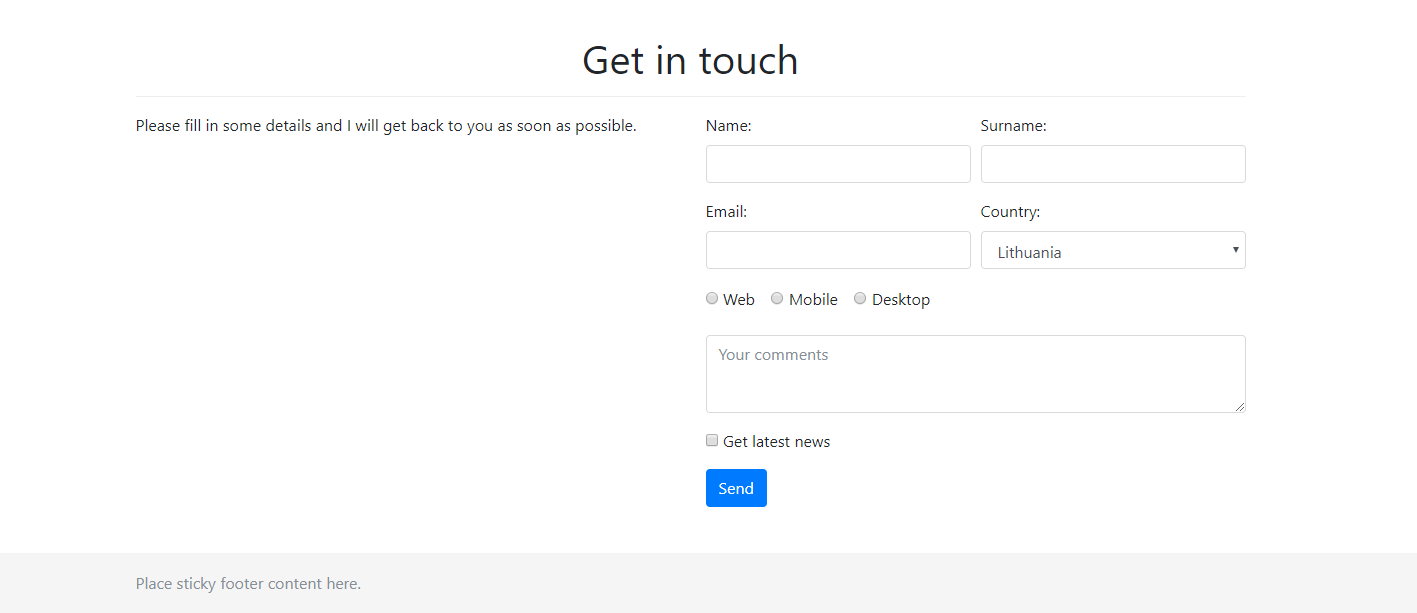 Get in touch
Please fill in some details and I will get back to you as soon as possible.
Name: Surname:
Email: Country:
Lithuania
Web Mobile Desktop
Your comments
Get latest news
Send
Place sticky footer content here.